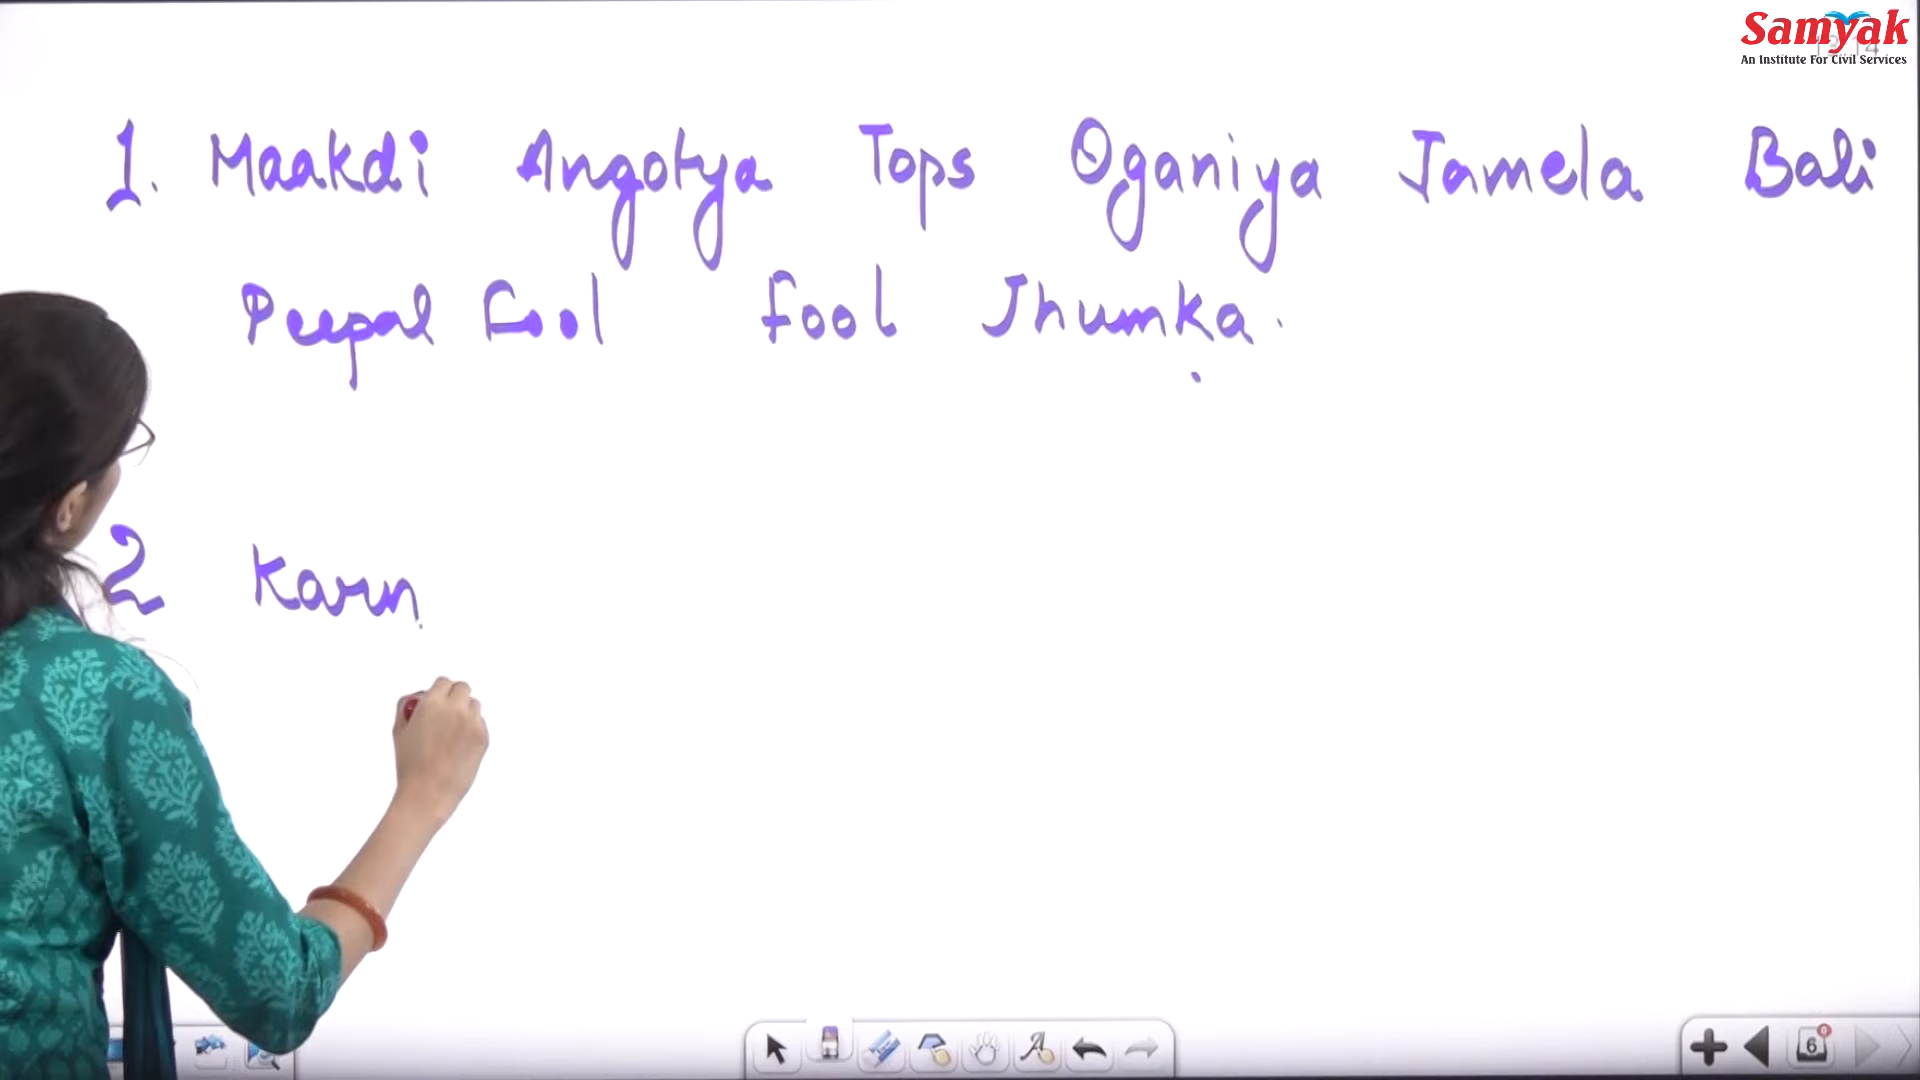 Samyak
An Institute For Civil Services
1. Maakdi Angotya Tops Oganiya Jamela Bali
Peepal Fool Fool Jhumka.
2 Karn
6